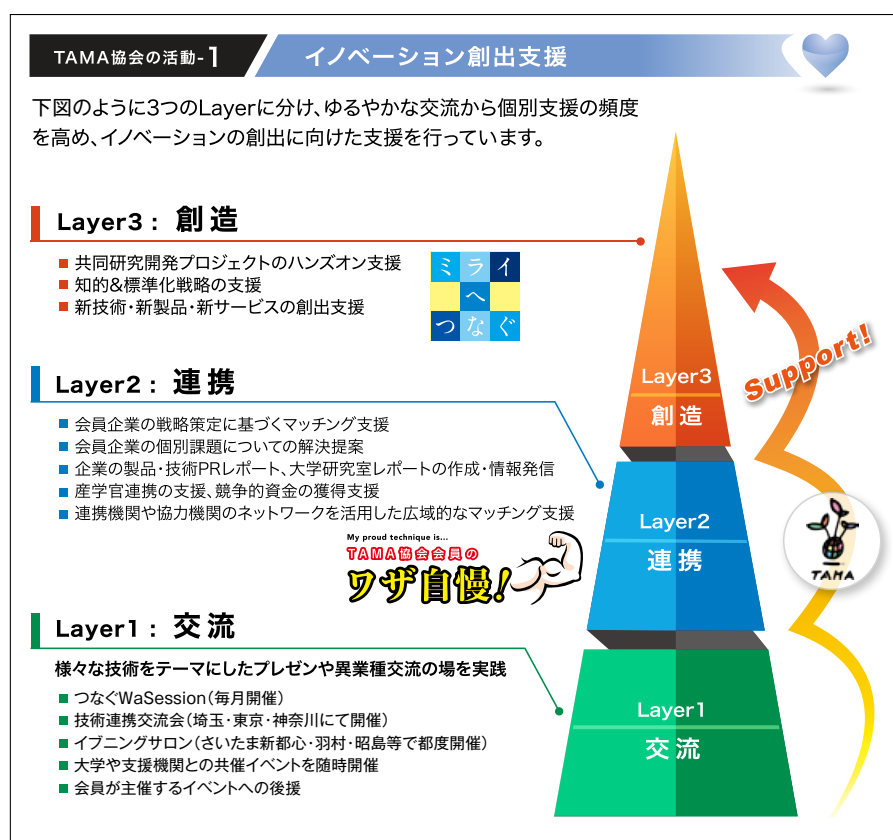 TAMA協会の活動-1
イノベーション創出支援
下図のように3つのLayerに分け、ゆるやかな交流から個別支援の頻度
を高め、イノベーションの創出に向けた支援を行っています。
Layer3：創造
■ 共同研究開発プロジェクトのハンズオン支援
■ 知的&標準化戦略の支援
■ 新技術・新製品・新サービスの創出支援
ミライ
へ
つなぐ
Layer2：連携
■ 会員企業の戦略策定に基づくマッチング支援
■ 会員企業の個別課題についての解決提案
■ 企業の製品・技術PRレポート、大学研究室レポートの作成・情報発信
■ 産学官連携の支援、競争的資金の獲得支援
■ 連携機関や協力機関のネットワークを活用した広域的なマッチング支援
My proud technique is...
TAMA協会会員の
ワザ自慢!
Layer1：交流
様々な技術をテーマにしたプレゼンや異業種交流の場を実践
■ つなぐWaSession（毎月開催）
■ 技術連携交流会（埼玉・東京・神奈川にて開催）
■ イブニングサロン（さいたま新都心・羽村・昭島等で都度開催）
■ 大学や支援機関との共催イベントを随時開催
■ 会員が主催するイベントへの後援
Layer3
創造
Layer2
連携
Layer1
交流
Support!
TAMA